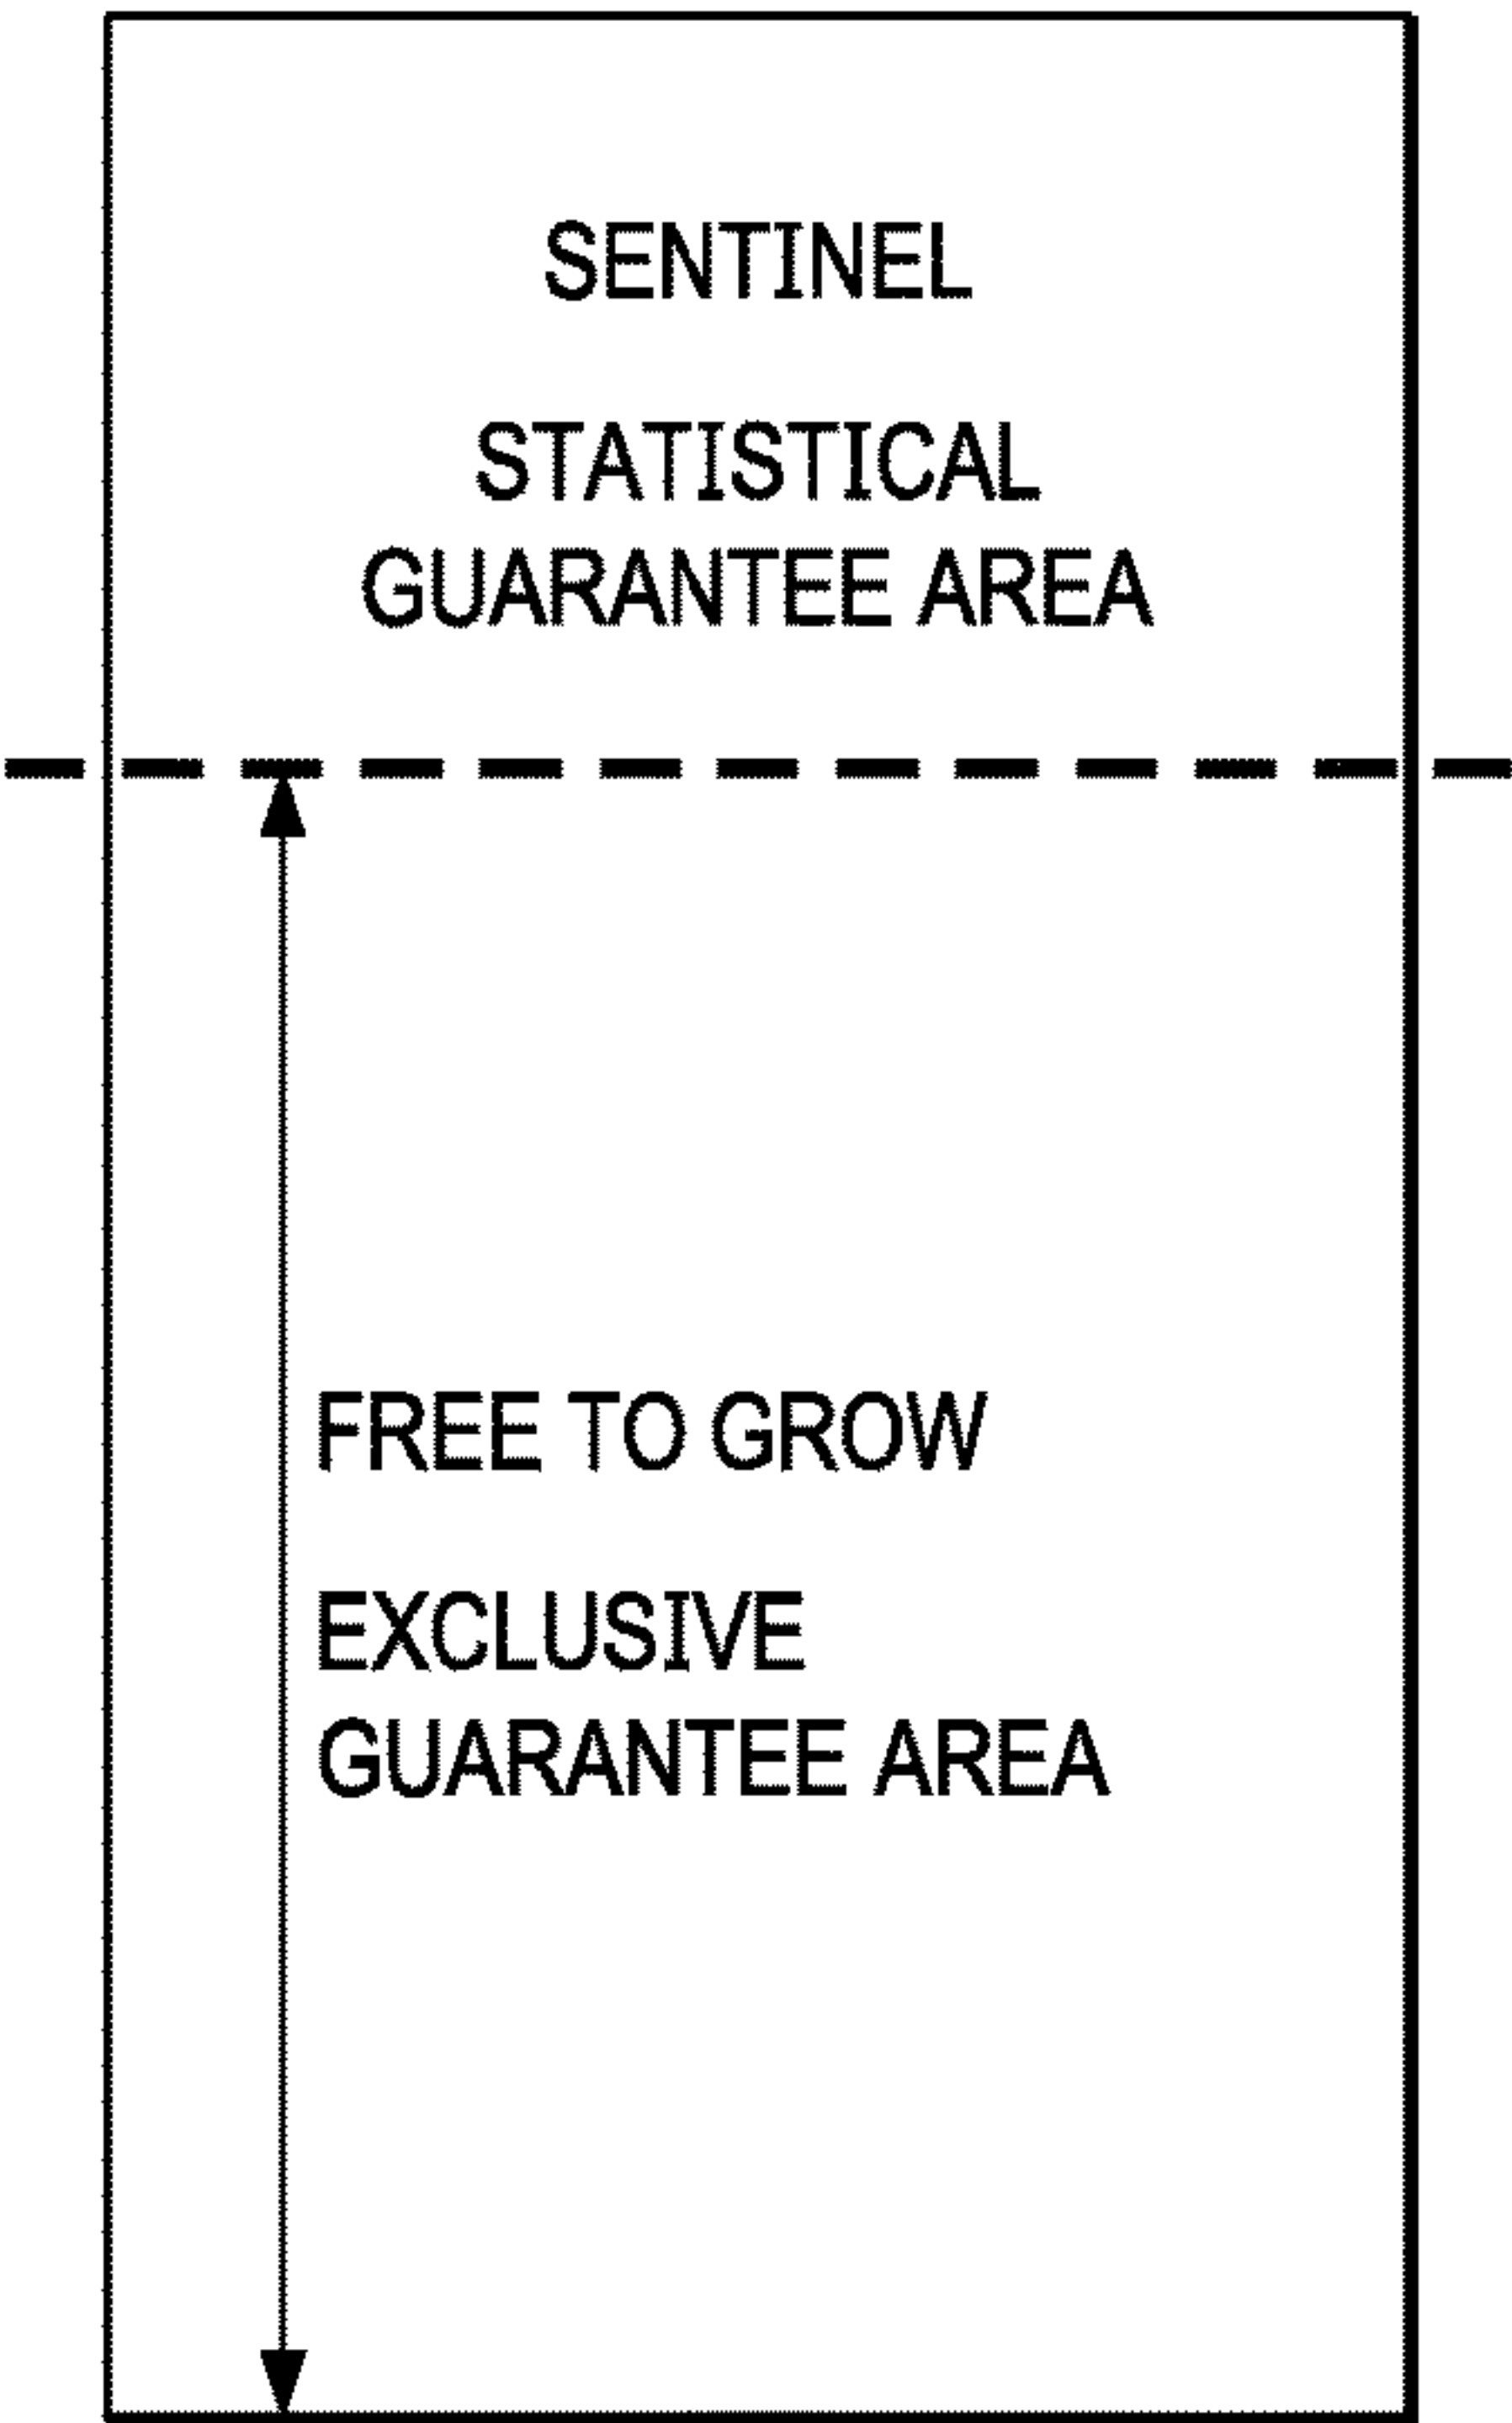 SENTINEL
STATISTICAL
GUARANTEE AREA
FREE TO GROW
EXCLUSIVE
GUARANTEE AREA